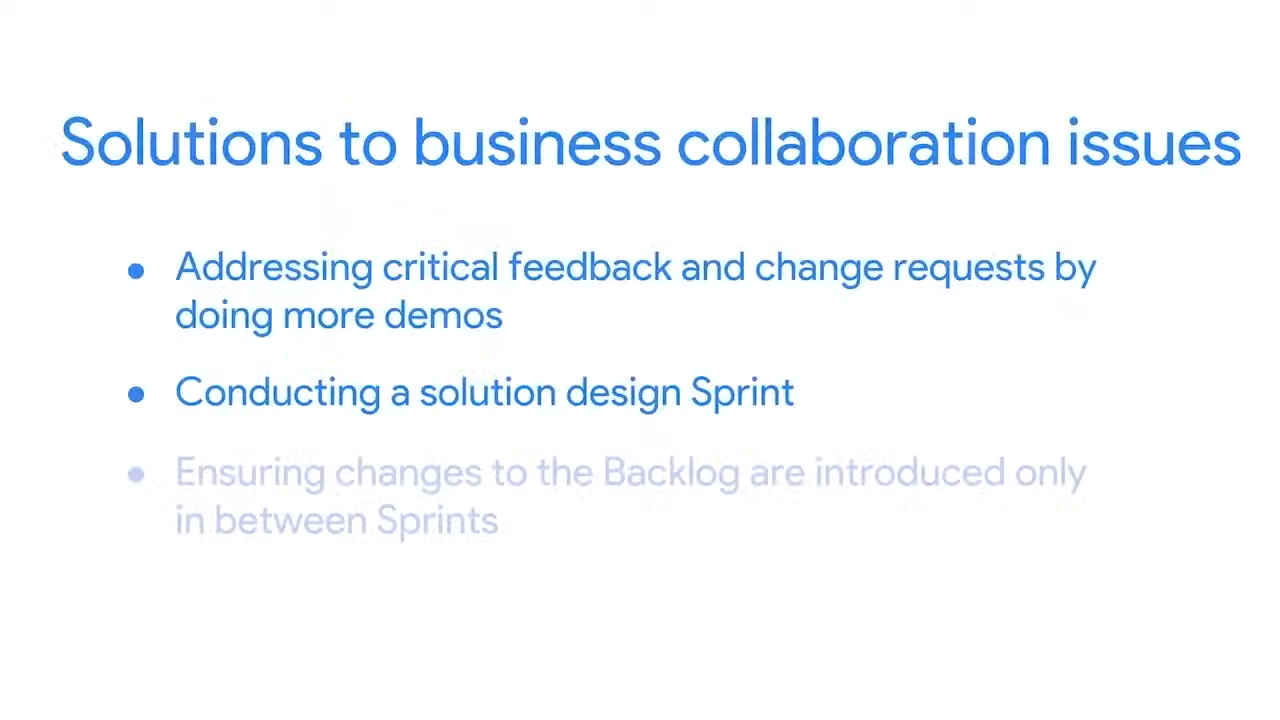 Solutions to business collaboration issues
● Addressing critical feedback and change requests by
doing more demos
● Conducting a solution design Sprint
● Ensuring changes to the Backlog are introduced only
in between Sprints